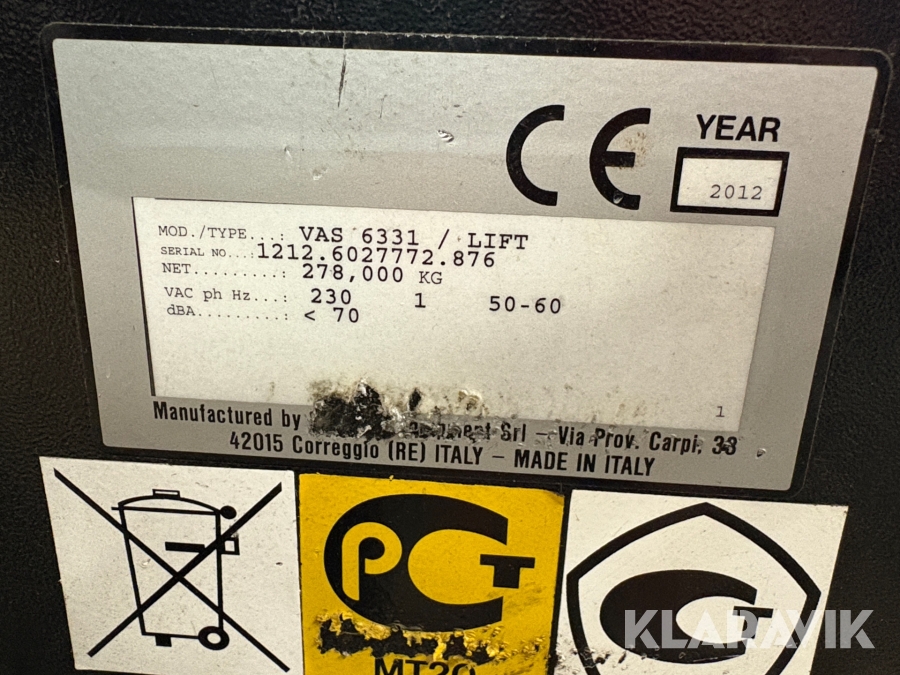 CE
YEAR
2012
MOD./TYPE...: VAS 6331 / LIFT
SERIAL NO...:1212.6027772.876
NET.........: 278,000 KG
VAC ph Hz...: 230 1 50-60
dBA.........: < 70
1
Manufactured by Srl – Via Prov. Carpi, 33
42015 Correggio (RE) ITALY – MADE IN ITALY
PCT
MT20
KLARAVIK